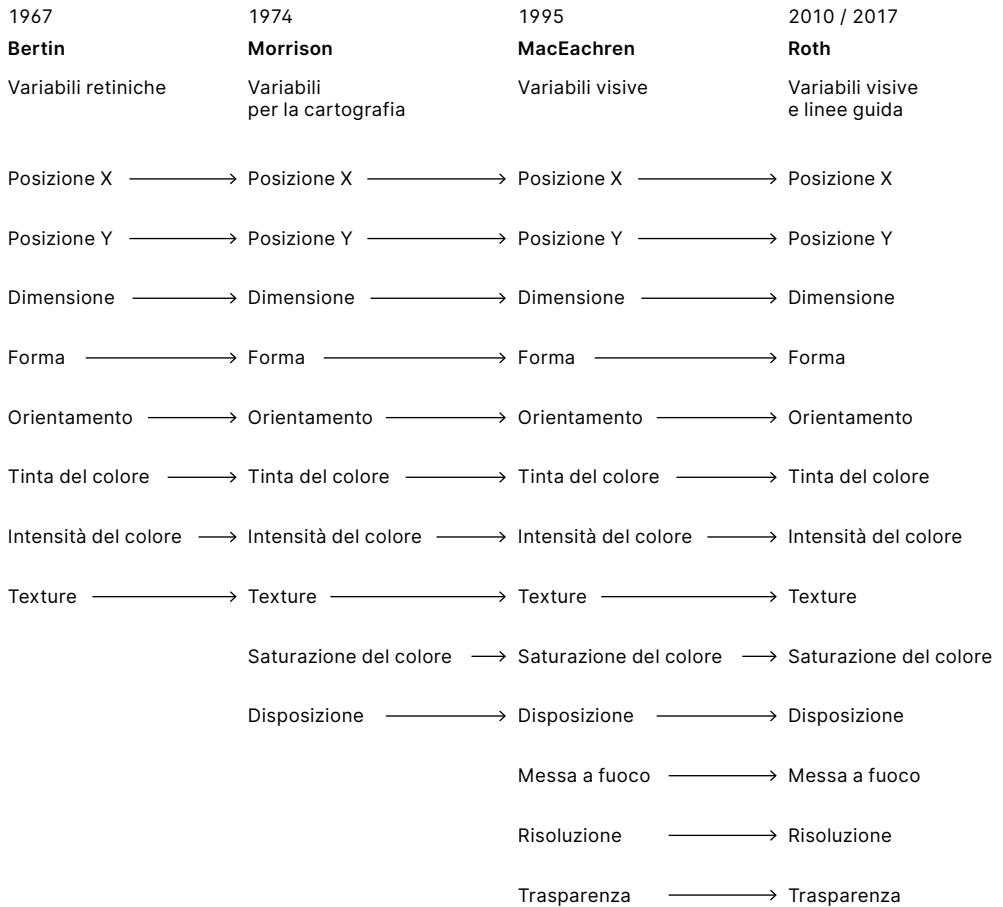 1967 1974 1995 2010 / 2017
Bertin Morrison MacEachren Roth
Variabili retiniche Variabili Variabili visive Variabili visive
per la cartografia e linee guida
Posizione X Posizione X Posizione X Posizione X
Posizione Y Posizione Y Posizione Y Posizione Y
Dimensione Dimensione Dimensione Dimensione
Forma Forma Forma Forma
Orientamento Orientamento Orientamento Orientamento
Tinta del colore Tinta del colore Tinta del colore Tinta del colore
Intensità del colore Intensità del colore Intensità del colore Intensità del colore
Texture Texture Texture Texture
Saturazione del colore Saturazione del colore Saturazione del colore
Disposizione Disposizione Disposizione
Messa a fuoco Messa a fuoco
Risoluzione Risoluzione
Trasparenza Trasparenza